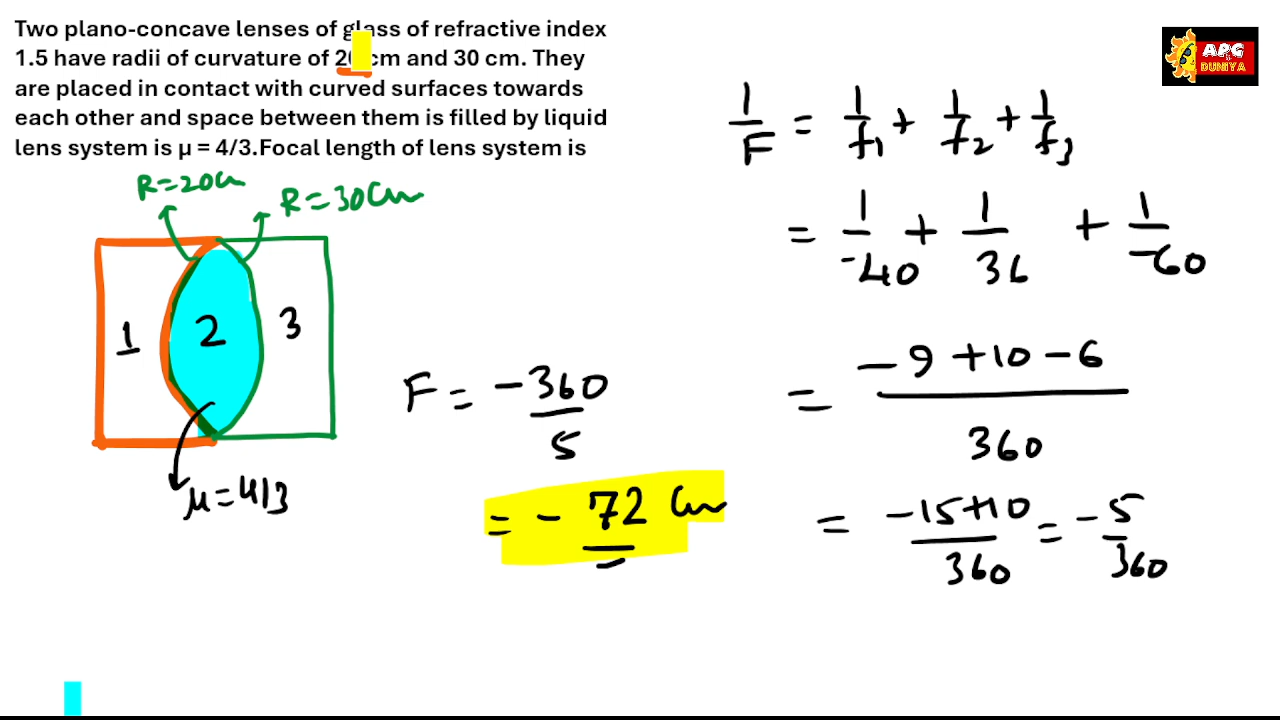 Two plano-concave lenses of glass of refractive index
1.5 have radii of curvature of 20 cm and 30 cm. They
are placed in contact with curved surfaces towards
each other and space between them is filled by liquid
lens system is μ = 4/3.Focal length of lens system is
APC
DUNIYA
R=20cm
R=30cm
1
2
3
μ=4/3
1/F = 1/f1 + 1/f2 + 1/f3
= 1/-40 + 1/36 + 1/-60
= -9+10-6/360
= -15+10/360 = -5/360
F = -360/5
= -72 cm